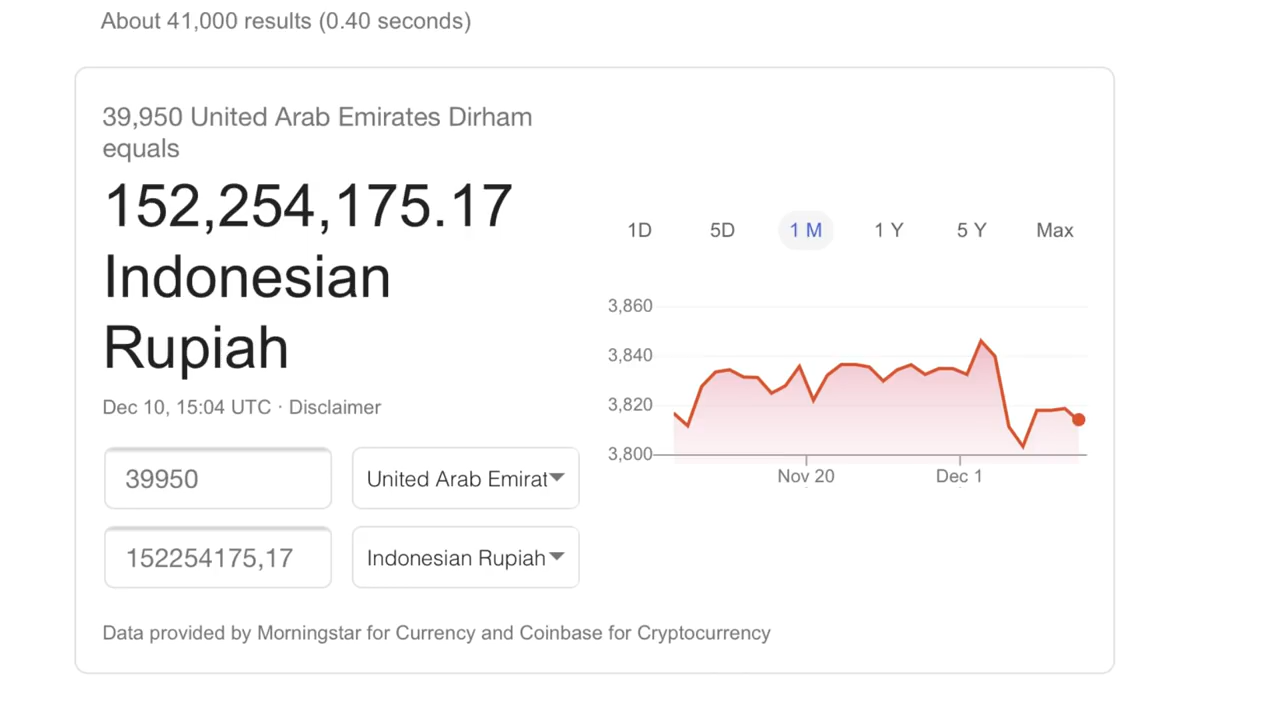 About 41,000 results (0.40 seconds)
39,950 United Arab Emirates Dirham
equals
152,254,175.17
Indonesian
Rupiah
Dec 10, 15:04 UTC · Disclaimer
39950
United Arab Emirat
152254175,17
Indonesian Rupiah
1D 5D 1 M 1 Y 5 Y Max
3,860
3,840
3,820
3,800
Nov 20 Dec 1
Data provided by Morningstar for Currency and Coinbase for Cryptocurrency